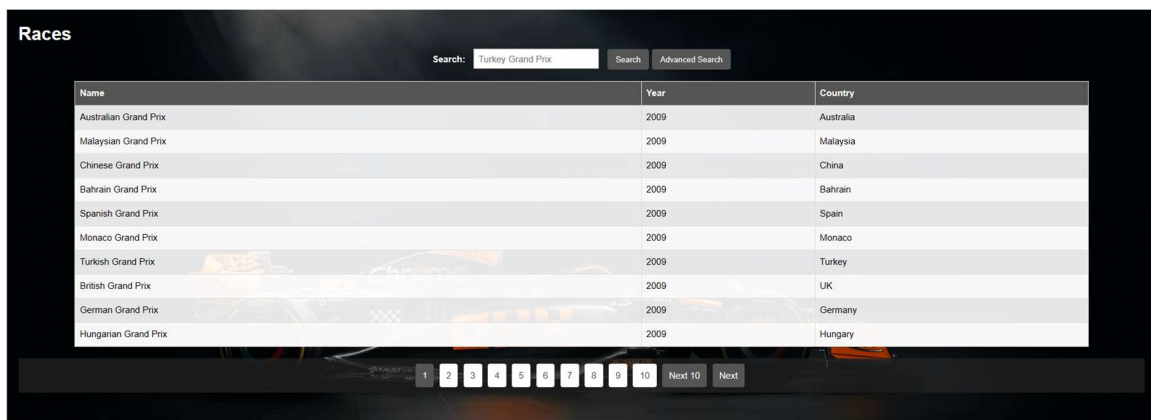 Races
Search: Turkey Grand Prix Search Advanced Search
Name Year Country
Australian Grand Prix 2009 Australia
Malaysian Grand Prix 2009 Malaysia
Chinese Grand Prix 2009 China
Bahrain Grand Prix 2009 Bahrain
Spanish Grand Prix 2009 Spain
Monaco Grand Prix 2009 Monaco
Turkish Grand Prix 2009 Turkey
Chrome
British Grand Prix 2009 UK
German Grand Prix 2009 Germany
Hungarian Grand Prix 2009 Hungary
1 2 3 4 5 6 7 8 9 10 Next 10 Next